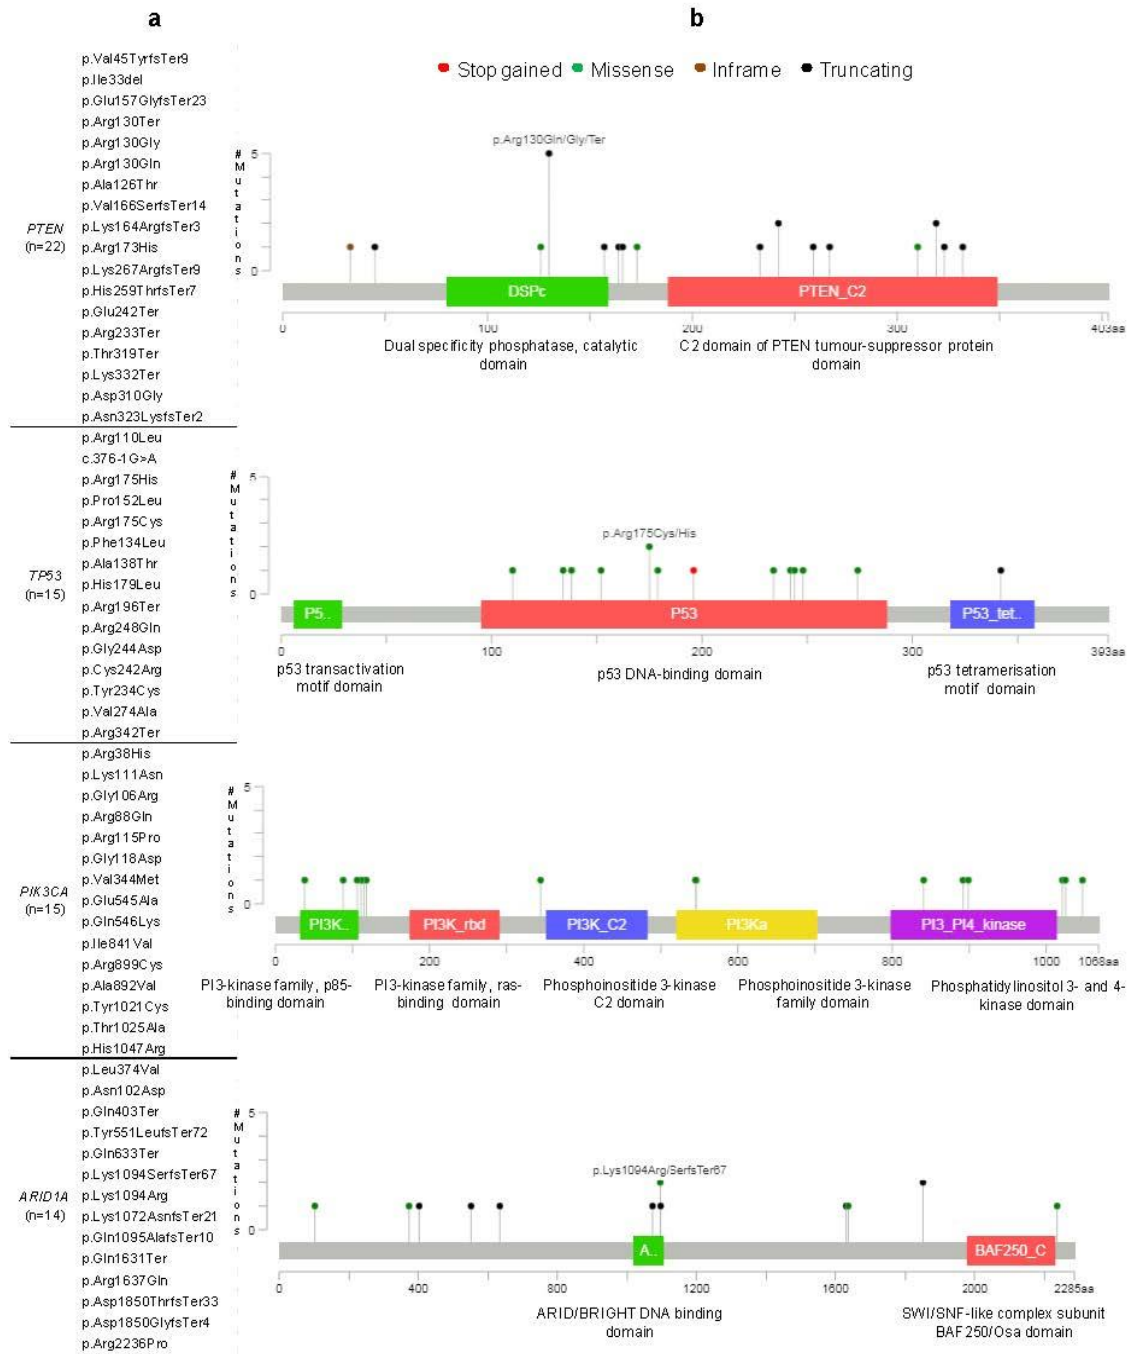 a
b
p.Val45TyrfsTer9
p.Ile33del
p.Glu157GlyfsTer23
p.Arg130Ter
p.Arg130Gly
p.Arg130Gln
p.Ala126Thr
p.Val166SerfsTer14
p.Lys164ArgfsTer3
p.Arg173His
p.Lys267ArgfsTer9
p.His259ThrfsTer7
p.Glu242Ter
p.Arg233Ter
p.Thr319Ter
p.Lys332Ter
p.Asp310Gly
p.Asn323LysfsTer2
PTEN
(n=22)
Stop gained Missense Inframe Truncating
p.Arg130Gln/Gly/Ter
# Mutations
5
0
DSPc
PTEN_C2
0 100 200 300 403aa
Dual specificity phosphatase, catalytic
domain
C2 domain of PTEN tumour-suppressor protein
domain
p.Arg110Leu
c.376-1G>A
p.Arg175His
p.Pro152Leu
p.Arg175Cys
p.Phe134Leu
p.Ala138Thr
p.His179Leu
p.Arg196Ter
p.Arg248Gln
p.Gly244Asp
p.Cys242Arg
p.Tyr234Cys
p.Val274Ala
p.Arg342Ter
TP53
(n=15)
# Mutations
5
0
p.Arg175Cys/His
P5..
P53
P53_tet..
0 100 200 300 393aa
p53 transactivation
motif domain
p53 DNA-binding domain
p53 tetramerisation
motif domain
p.Arg38His
p.Lys111Asn
p.Gly106Arg
p.Arg88Gln
p.Arg115Pro
p.Gly118Asp
p.Val344Met
p.Glu545Ala
p.Gln546Lys
p.Ile841Val
p.Arg899Cys
p.Ala892Val
p.Tyr1021Cys
p.Thr1025Ala
p.His1047Arg
PIK3CA
(n=15)
# Mutations
5
0
PI3K..
PI3K_rbd
PI3K_C2
PI3Ka
PI3_PI4_kinase
0 200 400 600 800 1000 1068aa
PI3-kinase family, p85-
binding domain
PI3-kinase family, ras-
binding domain
Phosphoinositide 3-kinase
C2 domain
Phosphoinositide 3-kinase
family domain
Phosphatidylinositol 3- and 4-
kinase domain
p.Leu374Val
p.Asn102Asp
p.Gln403Ter
p.Tyr551LeufsTer72
p.Gln633Ter
p.Lys1094SerfsTer67
p.Lys1094Arg
p.Lys1072AsnfsTer21
p.Gln1095AlafsTer10
p.Gln1631Ter
p.Arg1637Gln
p.Asp1850ThrfsTer33
p.Asp1850GlyfsTer4
p.Arg2236Pro
ARID1A
(n=14)
# Mutations
5
0
p.Lys1094Arg/SerfsTer67
A..
BAF250_C
0 400 800 1200 1600 2000 2285aa
ARID/BRIGHT DNA binding
domain
SWI/SNF-like complex subunit
BAF250/Osa domain